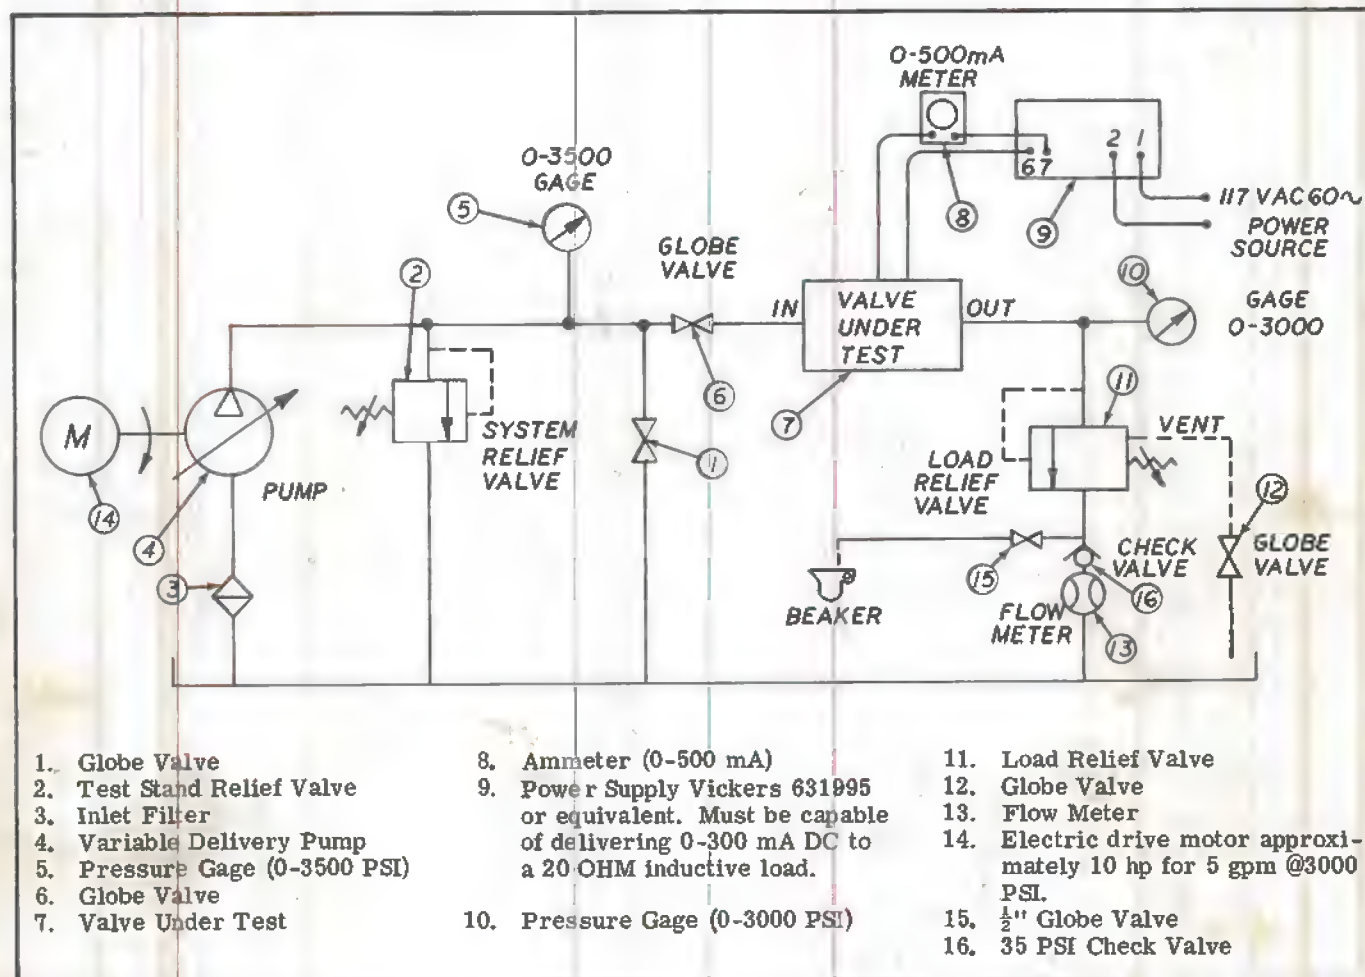 0-500mA
METER
2 1
67
8
9
117 VAC 60~
POWER
SOURCE
0-3500
GAGE
5
GLOBE
VALVE
2
10
GAGE
0-3000
IN
VALVE
UNDER
TEST
OUT
6
7
11
M
14
PUMP
4
SYSTEM
RELIEF
VALVE
1
LOAD
RELIEF
VALVE
VENT
12
GLOBE
VALVE
3
15
CHECK
VALVE
16
BEAKER
FLOW
METER
13
1. Globe Valve
2. Test Stand Relief Valve
3. Inlet Filter
4. Variable Delivery Pump
5. Pressure Gage (0-3500 PSI)
6. Globe Valve
7. Valve Under Test
8. Ammeter (0-500 mA)
9. Power Supply Vickers 631995
or equivalent. Must be capable
of delivering 0-300 mA DC to
a 20 OHM inductive load.
10. Pressure Gage (0-3000 PSI)
11. Load Relief Valve
12. Globe Valve
13. Flow Meter
14. Electric drive motor approxi-
mately 10 hp for 5 gpm @3000
PSI.
15. ½" Globe Valve
16. 35 PSI Check Valve